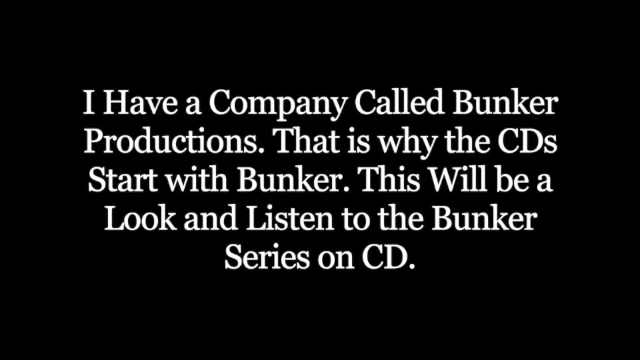 I Have a Company Called Bunker
Productions. That is why the CDs
Start with Bunker. This Will be a
Look and Listen to the Bunker
Series on CD.